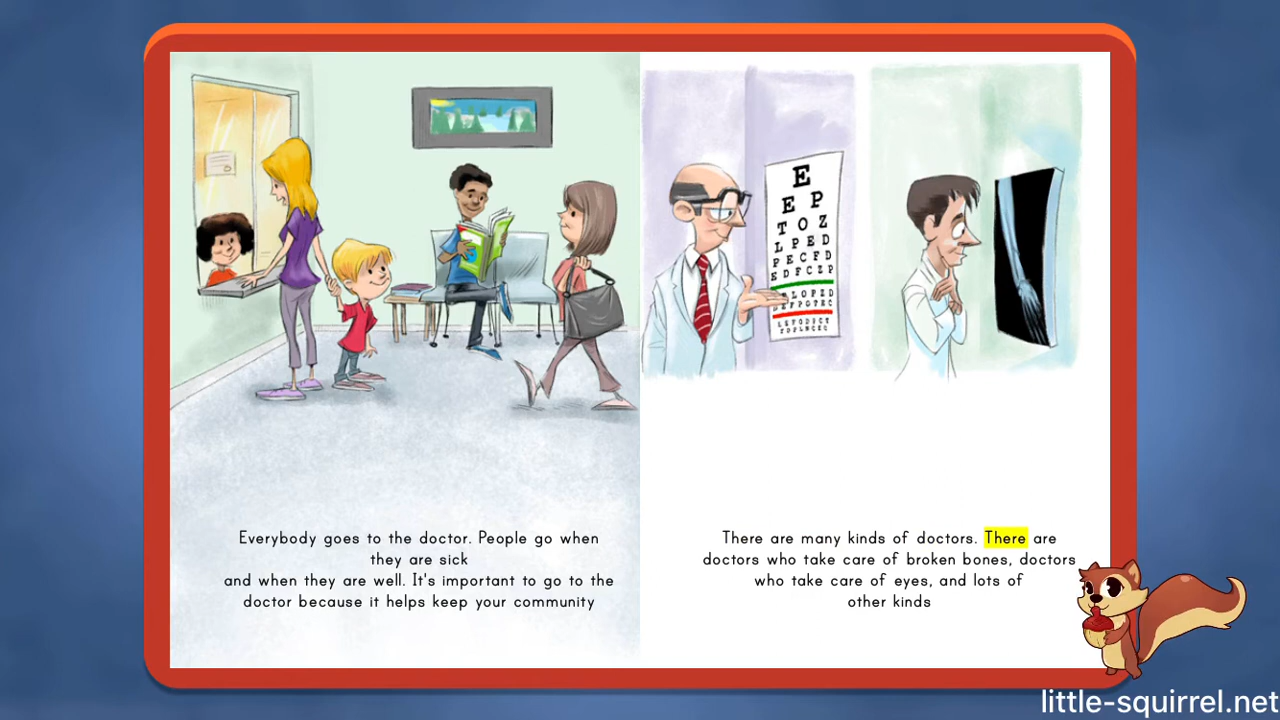 Everybody goes to the doctor. People go when
they are sick
and when they are well. It's important to go to the
doctor because it helps keep your community
E
E P
T O Z
L P E D
P E C F D
E D F C Z P
There are many kinds of doctors. There are
doctors who take care of broken bones, doctors
who take care of eyes, and lots of
other kinds
little-squirrel.net